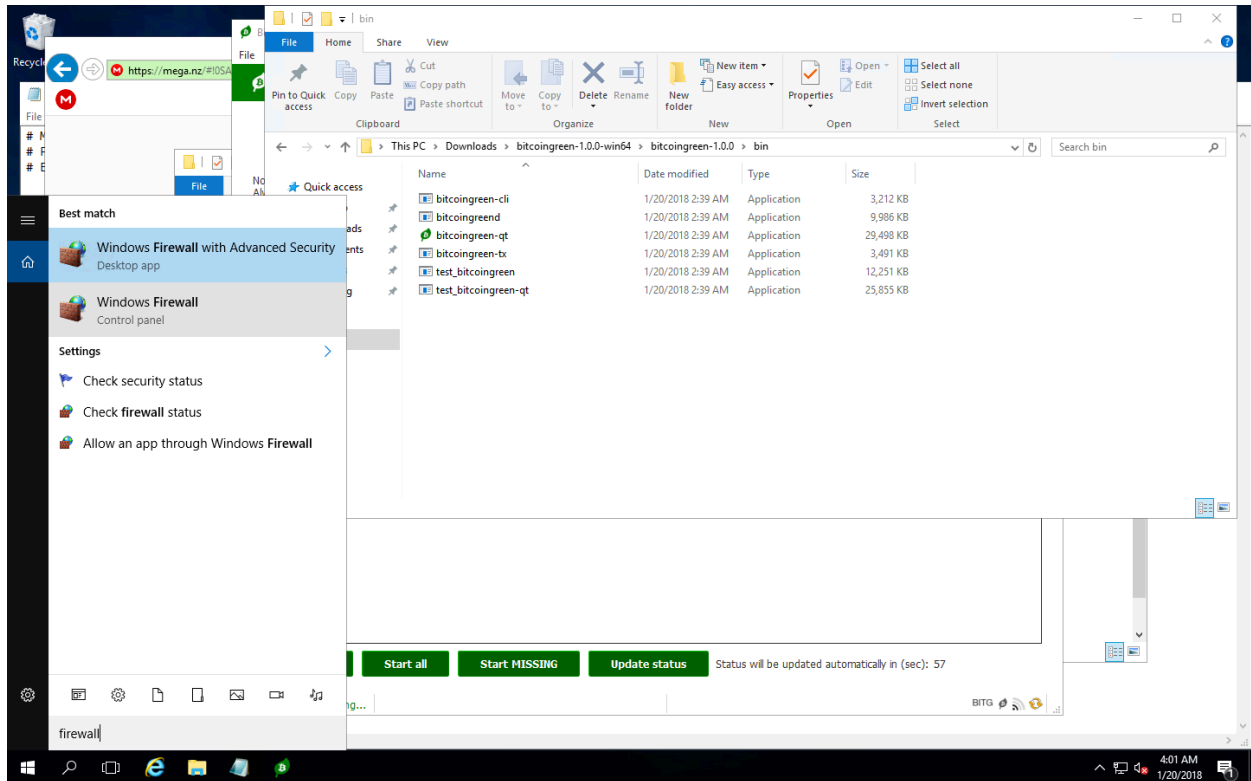 bin
File Home Share View
Recycle
https://mega.nz/#!0SA
File
File
# M
# F
# E
File
Pin to Quick access
Copy
Paste
Cut
Copy path
Paste shortcut
Move to
Copy to
Delete
Rename
New folder
New item
Easy access
Properties
Open
Edit
Select all
Select none
Invert selection
Clipboard
Organize
New
Open
Select
This PC > Downloads > bitcoingreen-1.0.0-win64 > bitcoingreen-1.0.0 > bin
Search bin
Quick access
Name Date modified Type Size
bitcoingreen-cli 1/20/2018 2:39 AM Application 3,212 KB
bitcoingreend 1/20/2018 2:39 AM Application 9,986 KB
bitcoingreen-qt 1/20/2018 2:39 AM Application 29,498 KB
bitcoingreen-tx 1/20/2018 2:39 AM Application 3,491 KB
test_bitcoingreen 1/20/2018 2:39 AM Application 12,251 KB
test_bitcoingreen-qt 1/20/2018 2:39 AM Application 25,855 KB
Best match
Windows Firewall with Advanced Security
Desktop app
Windows Firewall
Control panel
Settings
Check security status
Check firewall status
Allow an app through Windows Firewall
firewall
Start all
Start MISSING
Update status
Status will be updated automatically in (sec): 57
BITG
4:01 AM
1/20/2018